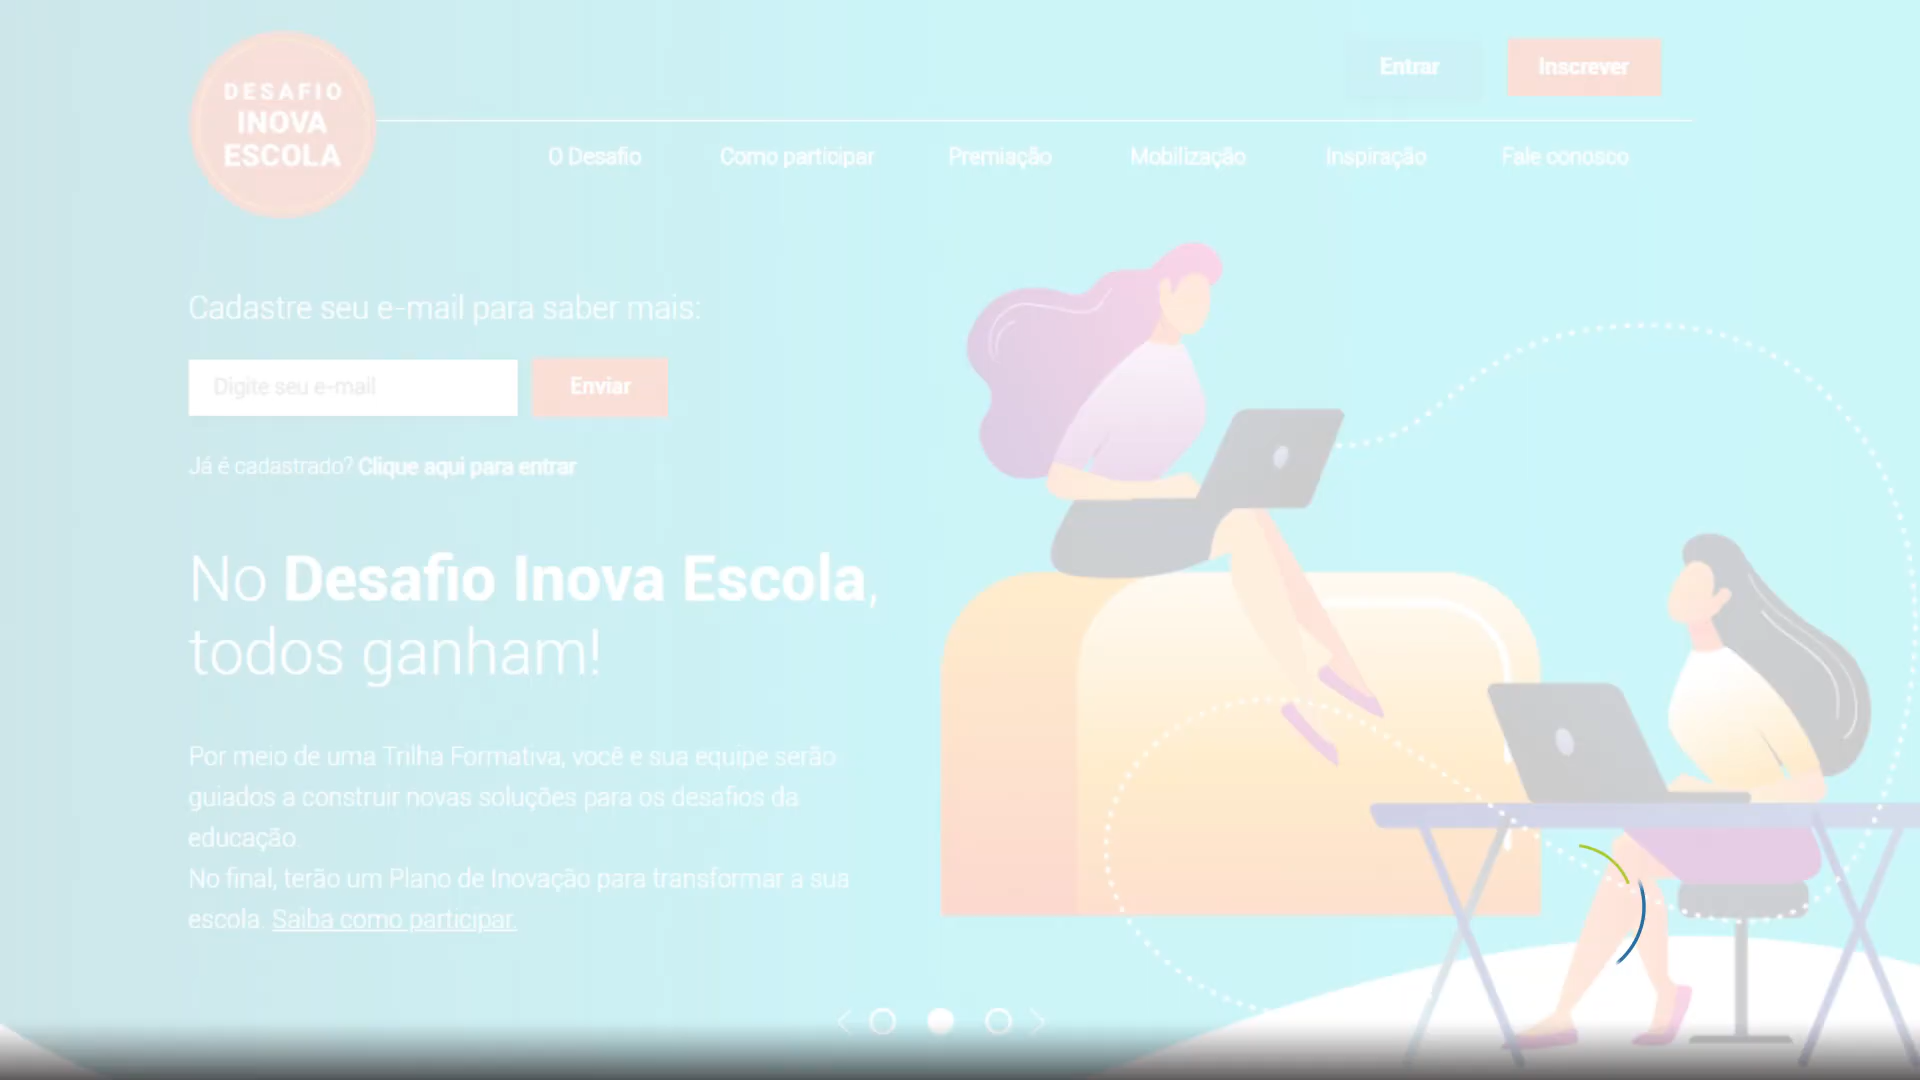 DESAFIO
INOVA
ESCOLA
Entrar
Inscrever
O Desafio
Como participar
Premiação
Mobilização
Inspiração
Fale conosco
Cadastre seu e-mail para saber mais:
Digite seu e-mail
Enviar
Já é cadastrado? Clique aqui para entrar
No Desafio Inova Escola,
todos ganham!
Por meio de uma Trilha Formativa, você e sua equipe serão
guiados a construir novas soluções para os desafios da
educação.
No final, terão um Plano de Inovação para transformar a sua
escola. Saiba como participar.